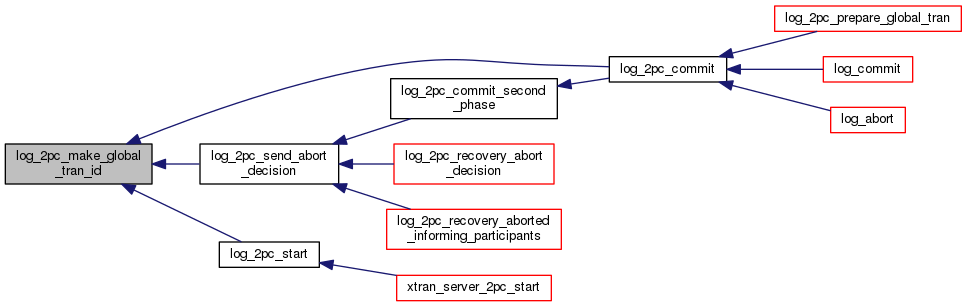 log_2pc_prepare_global_tran
log_2pc_commit
log_commit
log_2pc_commit_second
_phase
log_abort
log_2pc_make_global
_tran_id
log_2pc_send_abort
_decision
log_2pc_recovery_abort
_decision
log_2pc_recovery_aborted
_informing_participants
log_2pc_start
xtran_server_2pc_start